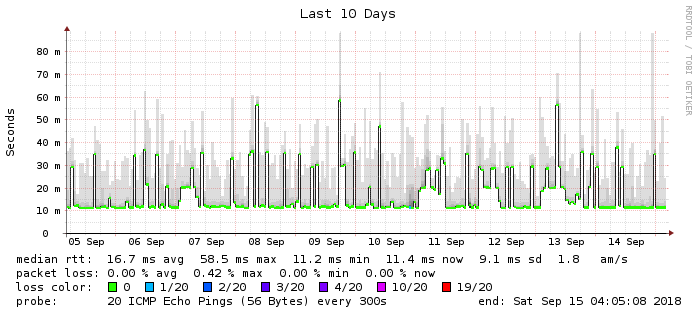 Last 10 Days
RRDTOOL / TOBI OETIKER
Seconds
80 m
70 m
60 m
50 m
40 m
30 m
20 m
10 m
0
05 Sep 06 Sep 07 Sep 08 Sep 09 Sep 10 Sep 11 Sep 12 Sep 13 Sep 14 Sep
median rtt: 16.7 ms avg 58.5 ms max 11.2 ms min 11.4 ms now 9.1 ms sd 1.8 am/s
packet loss: 0.00 % avg 0.42 % max 0.00 % min 0.00 % now
loss color: 0 1/20 2/20 3/20 4/20 10/20 19/20
probe: 20 ICMP Echo Pings (56 Bytes) every 300s end: Sat Sep 15 04:05:08 2018